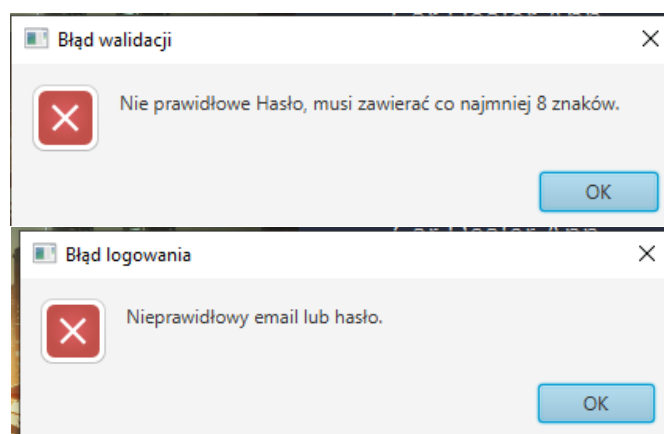 Błąd walidacji
Nie prawidłowe Hasło, musi zawierać co najmniej 8 znaków.
OK
Błąd logowania
Nieprawidłowy email lub hasło.
OK